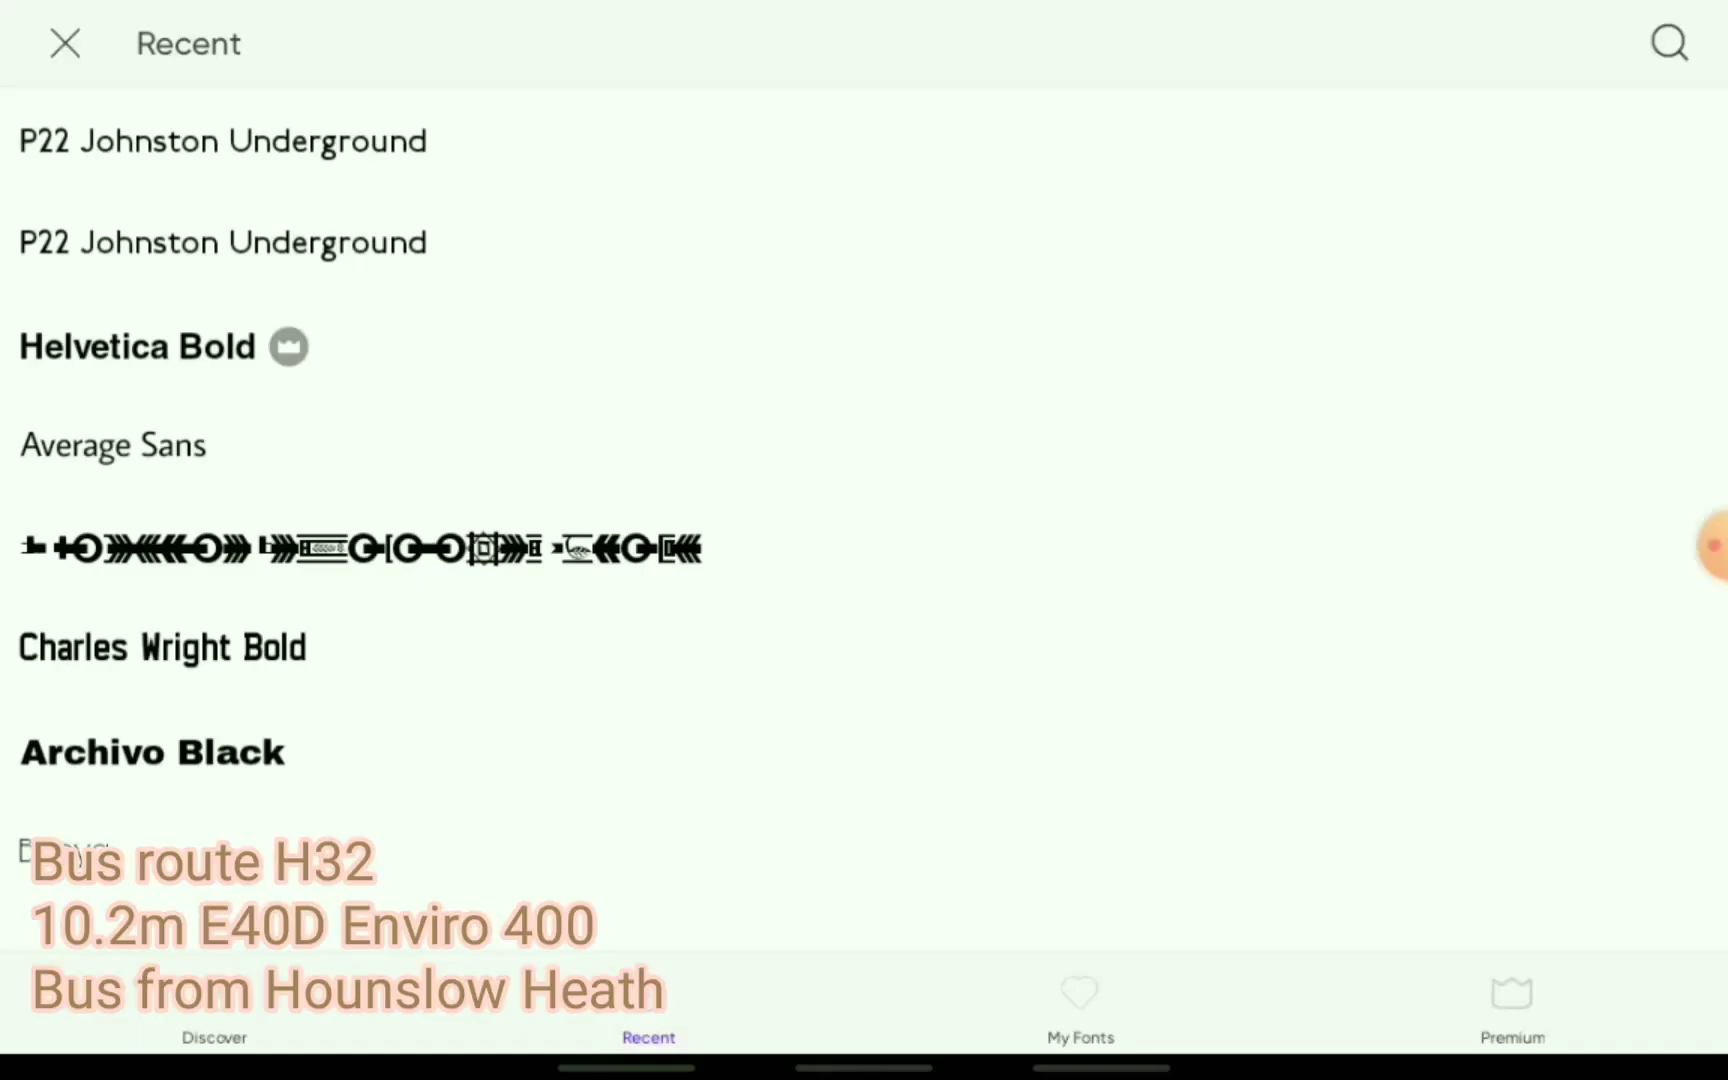 Recent
P22 Johnston Underground
P22 Johnston Underground
Helvetica Bold
Average Sans
Charles Wright Bold
Archivo Black
Bus route H32
10.2m E40D Enviro 400
Bus from Hounslow Heath
Discover
Recent
My Fonts
Premium